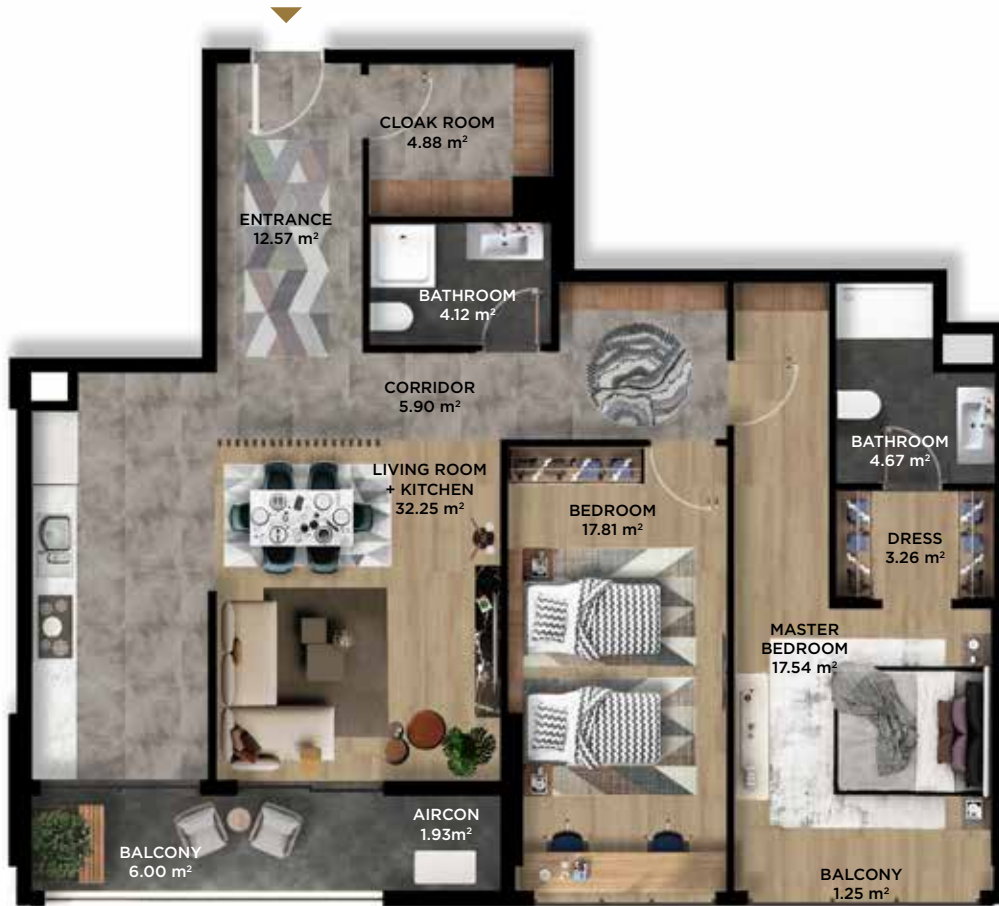 CLOAK ROOM
4.88 m²
ENTRANCE
12.57 m²
BATHROOM
4.12 m²
CORRIDOR
5.90 m²
LIVING ROOM
+ KITCHEN
32.25 m²
BEDROOM
17.81 m²
BATHROOM
4.67 m²
DRESS
3.26 m²
MASTER
BEDROOM
17.54 m²
AIRCON
1.93m²
BALCONY
6.00 m²
BALCONY
1.25 m²